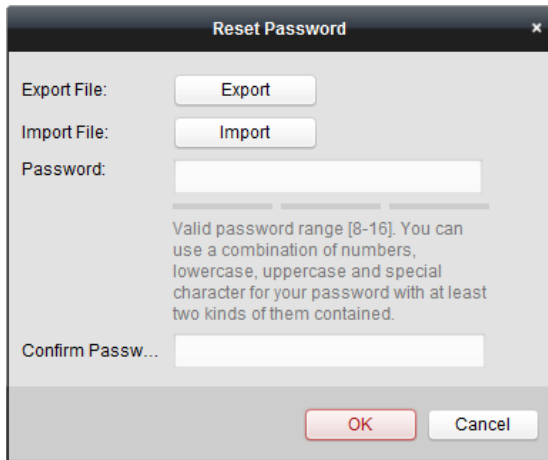 Reset Password ×
Export File: Export
Import File: Import
Password:
Valid password range [8-16]. You can
use a combination of numbers,
lowercase, uppercase and special
character for your password with at least
two kinds of them contained.
Confirm Passw...
OK Cancel